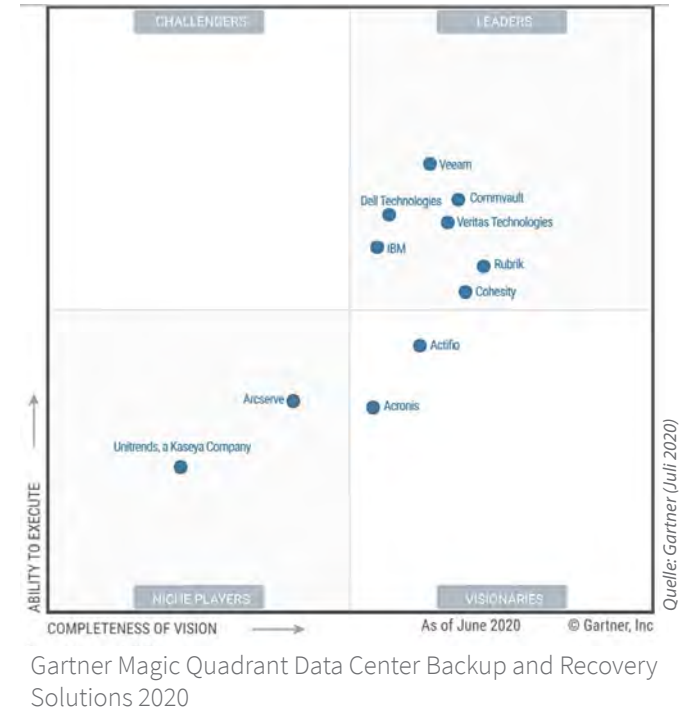 CHALLENGERS
LEADERS
Veeam
Dell Technologies
Commvault
Veritas Technologies
IBM
Rubrik
Cohesity
Actifio
Arcserve
Acronis
Unitrends, a Kaseya Company
ABILITY TO EXECUTE
Quelle: Gartner (Juli 2020)
NICHE PLAYERS
VISIONARIES
COMPLETENESS OF VISION
As of June 2020
© Gartner, Inc
Gartner Magic Quadrant Data Center Backup and Recovery
Solutions 2020